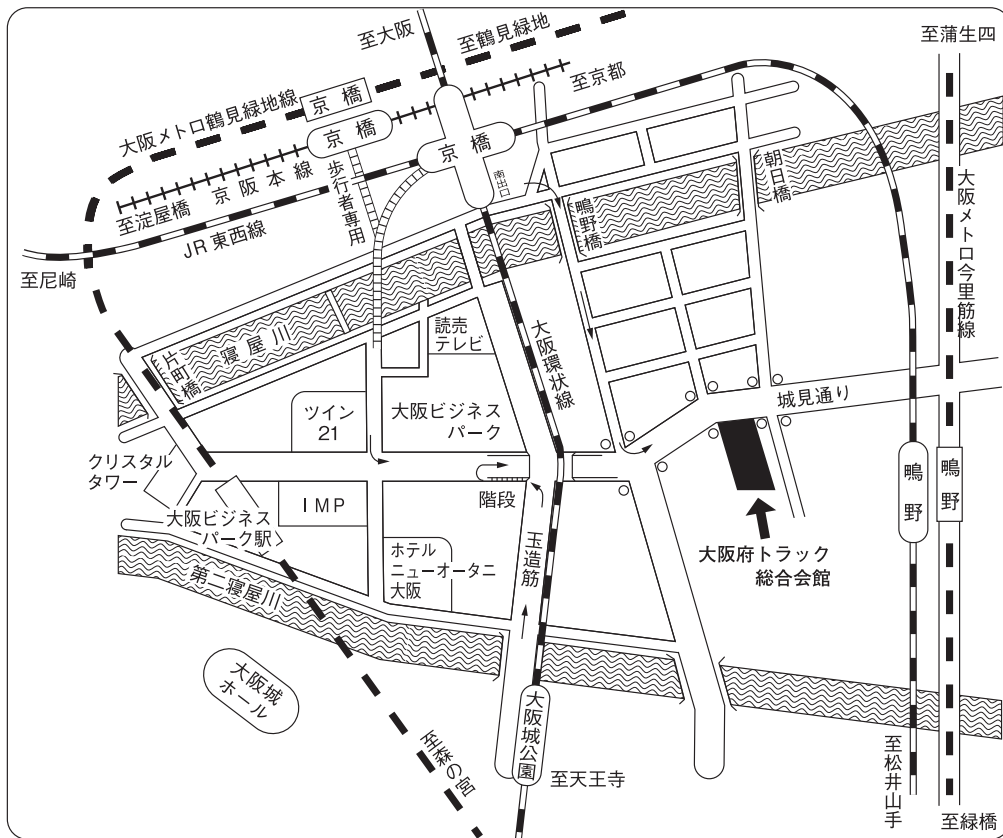 至大阪
至鶴見緑地
至蒲生四
大阪メトロ鶴見緑地線
京橋
京橋
至京都
京橋
至淀屋橋
京阪本線
歩行者専用
南出口
JR東西線
至尼崎
鴫野橋
朝日橋
大阪メトロ今里筋線
片町橋
寝屋川
読売
テレビ
大阪環状線
城見通り
ツイン
21
大阪ビジネス
パーク
クリスタル
タワー
IMP
階段
大阪ビジネス
パーク駅
ホテル
ニューオータニ
大阪
玉造筋
大阪府トラック
総合会館
鴫野
鴫野
第二寝屋川
大阪城
ホール
至森の宮
大阪城公園
至天王寺
至松井山手
至緑橋